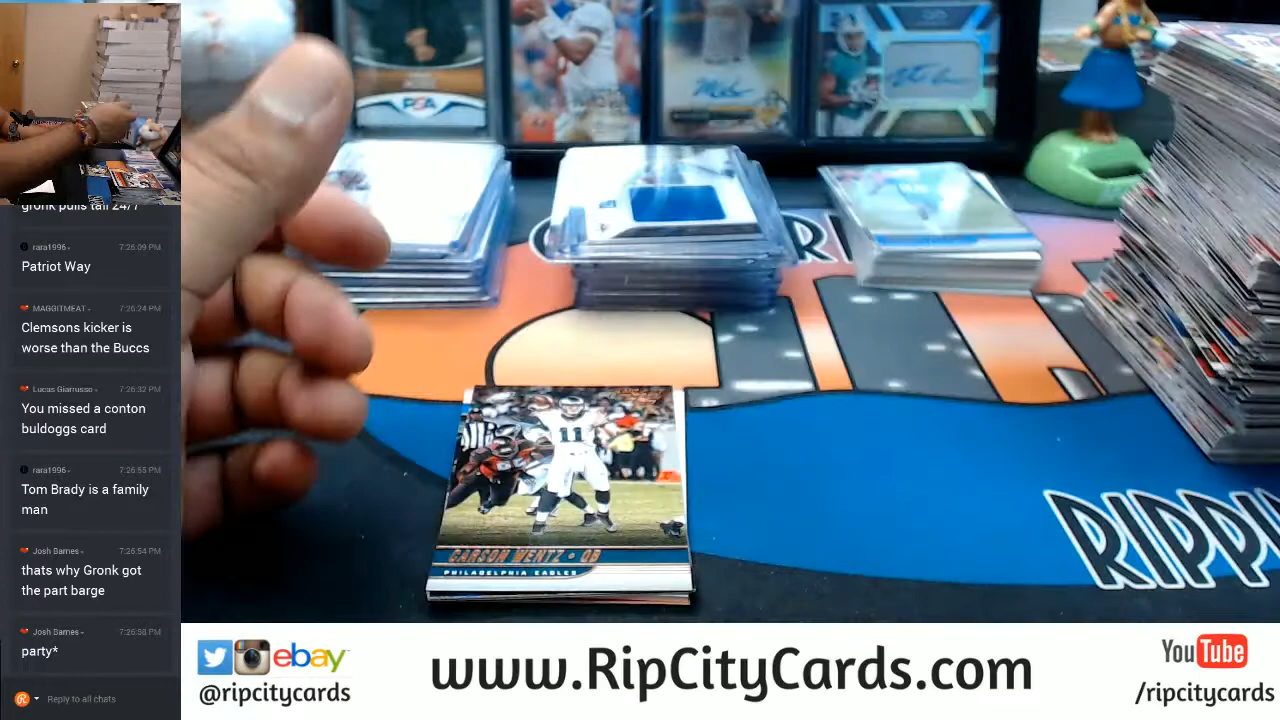 gronk pulls tail 24/7
rara1996 7:26:09 PM
Patriot Way
MAGGITMEAT 7:26:24 PM
Clemsons kicker is
worse than the Buccs
Lucas Giarrusso 7:26:32 PM
You missed a conton
buldoggs card
rara1996 7:26:55 PM
Tom Brady is a family
man
Josh Barnes 7:26:54 PM
thats why Gronk got
the part barge
Josh Barnes 7:26:58 PM
party*
Reply to all chats
PSA
11
CARSON WENTZ • QB
PHILADELPHIA EAGLES
RIPPI
ebay
@ripcitycards
www.RipCityCards.com
YouTube
/ripcitycards